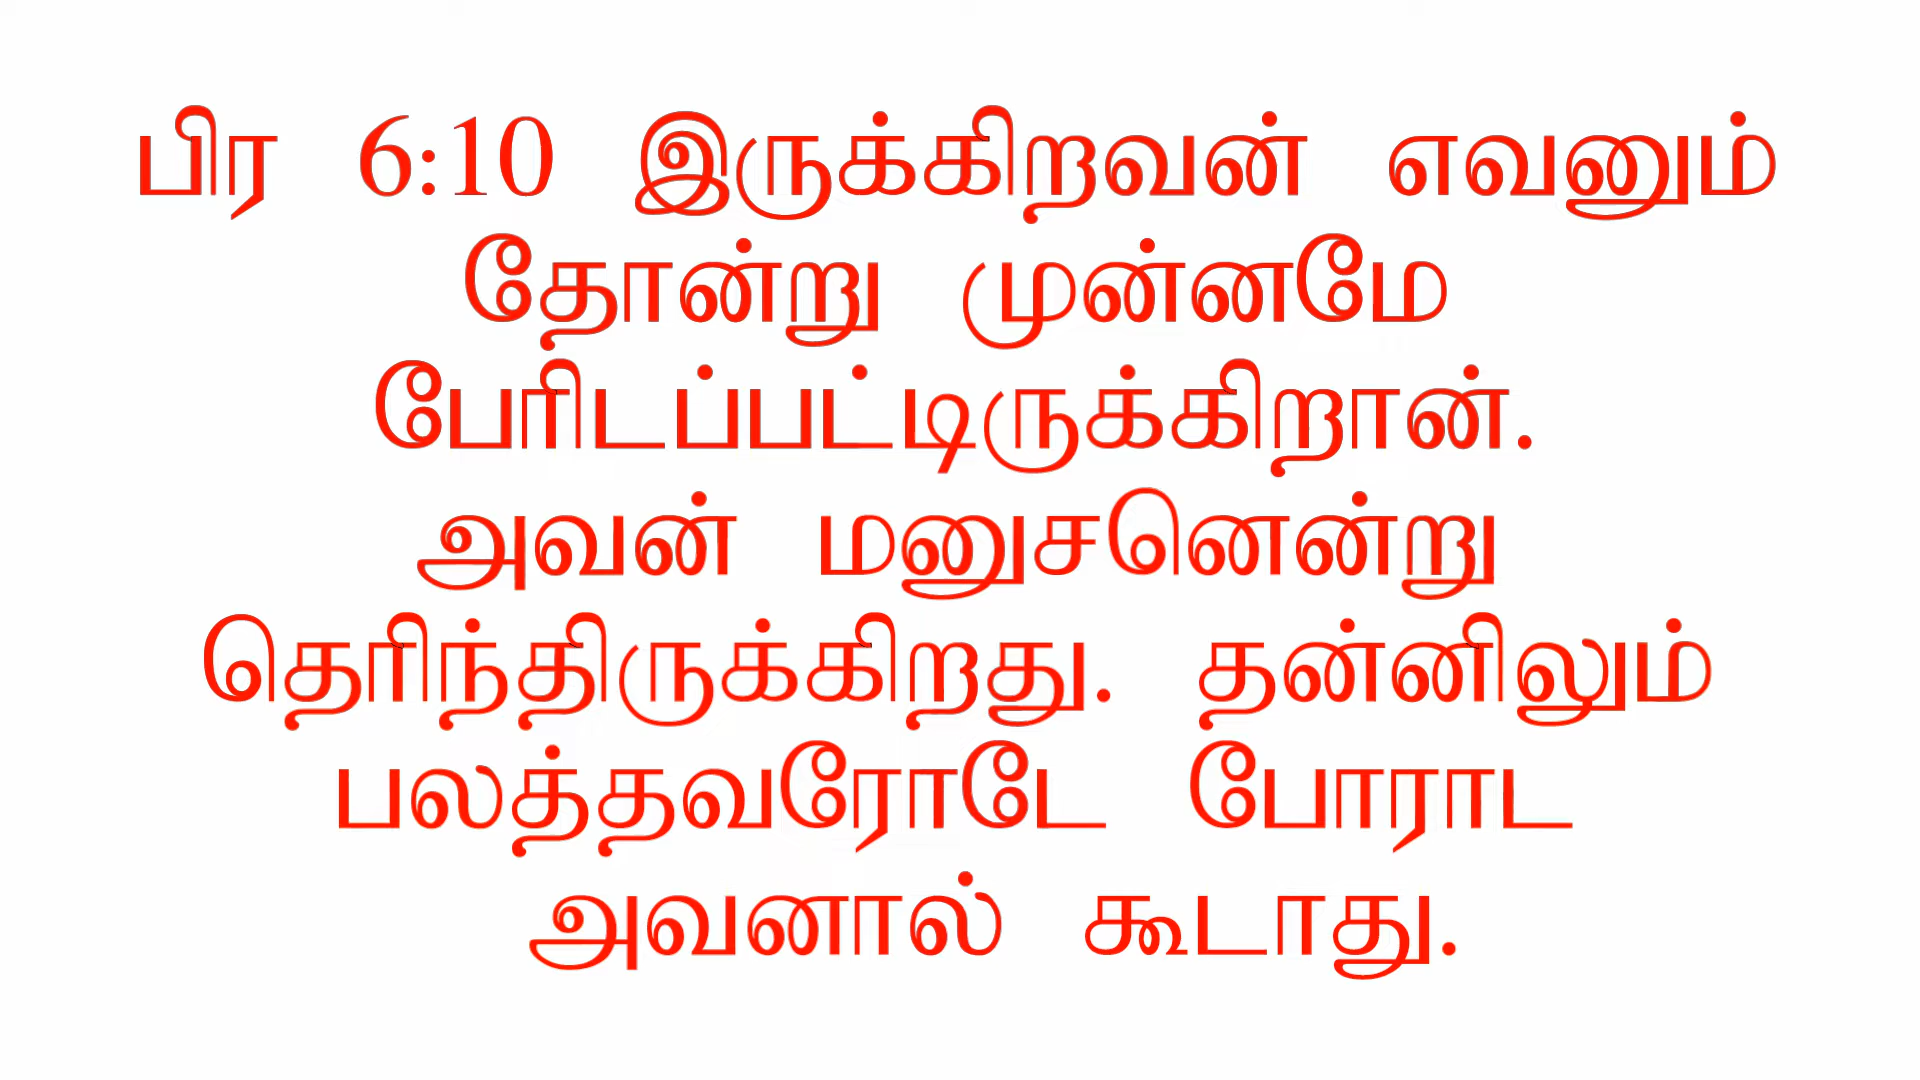 பிர 6:10 இருக்கிறவன் எவனும்
தோன்று முன்னமே
பேரிடப்பட்டிருக்கிறான்.
அவன் மனுசனென்று
தெரிந்திருக்கிறது. தன்னிலும்
பலத்தவரோடே போராட
அவனால் கூடாது.